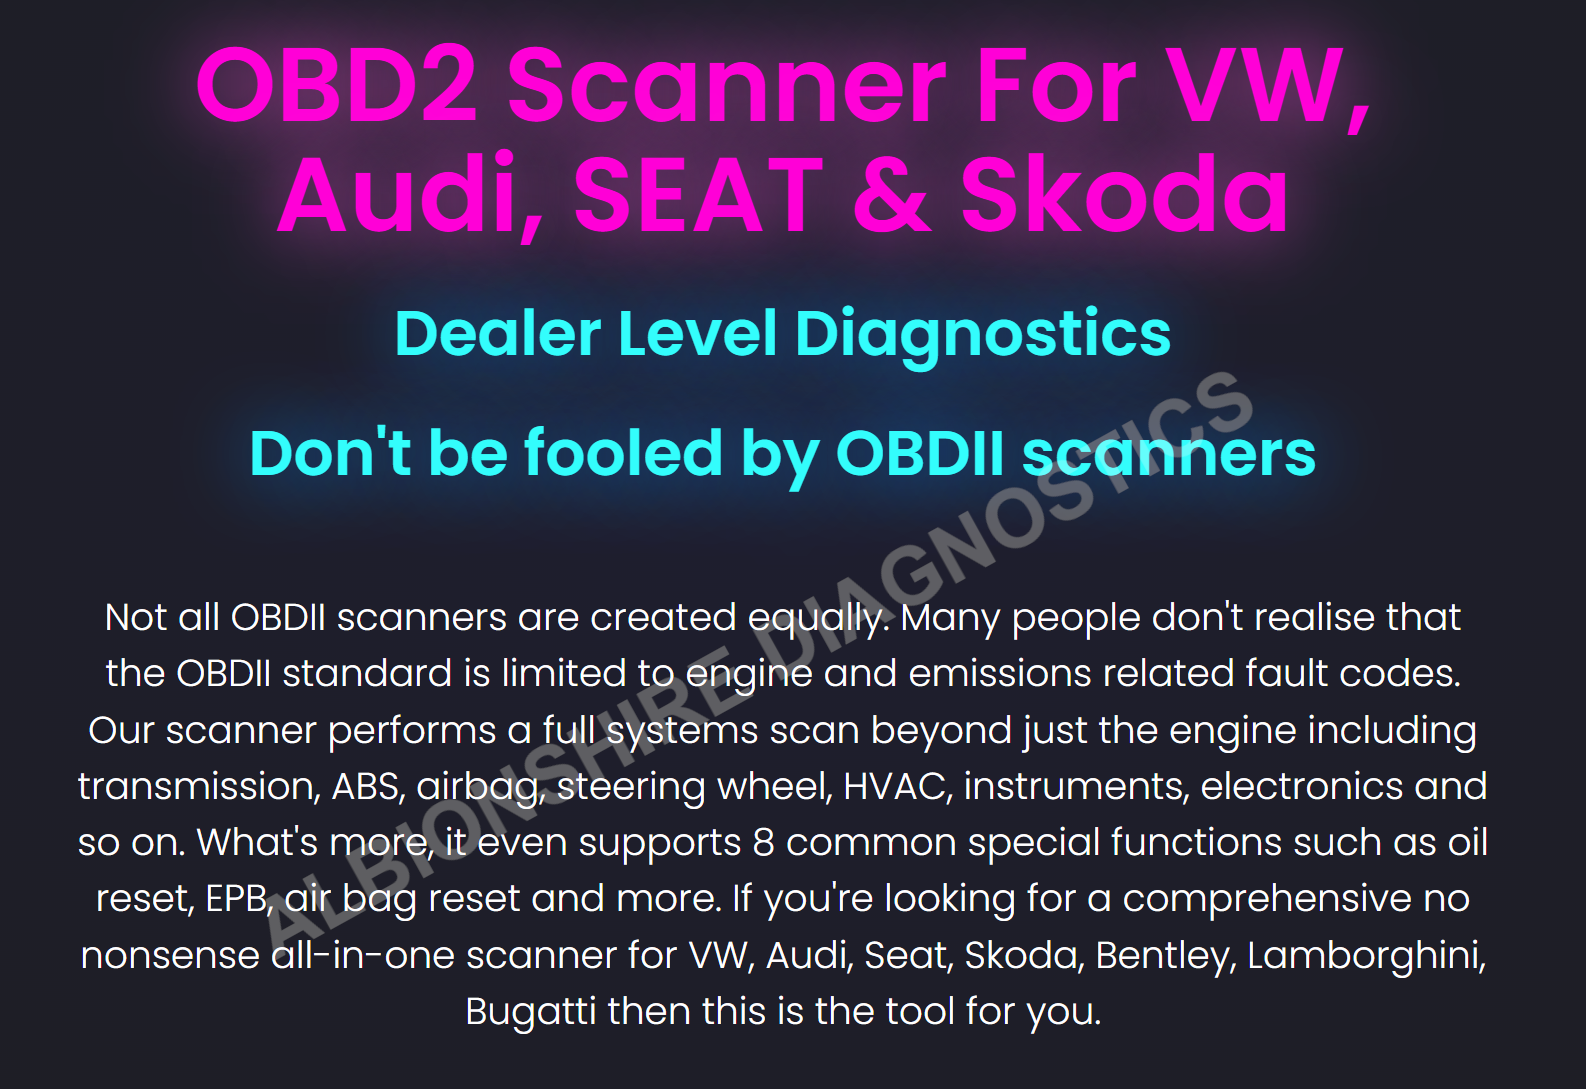 OBD2 Scanner For VW,
Audi, SEAT & Skoda
Dealer Level Diagnostics
Don't be fooled by OBDII scanners
Not all OBDII scanners are created equally. Many people don't realise that
the OBDII standard is limited to engine and emissions related fault codes.
Our scanner performs a full systems scan beyond just the engine including
transmission, ABS, airbag, steering wheel, HVAC, instruments, electronics and
so on. What's more, it even supports 8 common special functions such as oil
reset, EPB, air bag reset and more. If you're looking for a comprehensive no
nonsense all-in-one scanner for VW, Audi, Seat, Skoda, Bentley, Lamborghini,
Bugatti then this is the tool for you.
ALBIONSHIRE DIAGNOSTICS